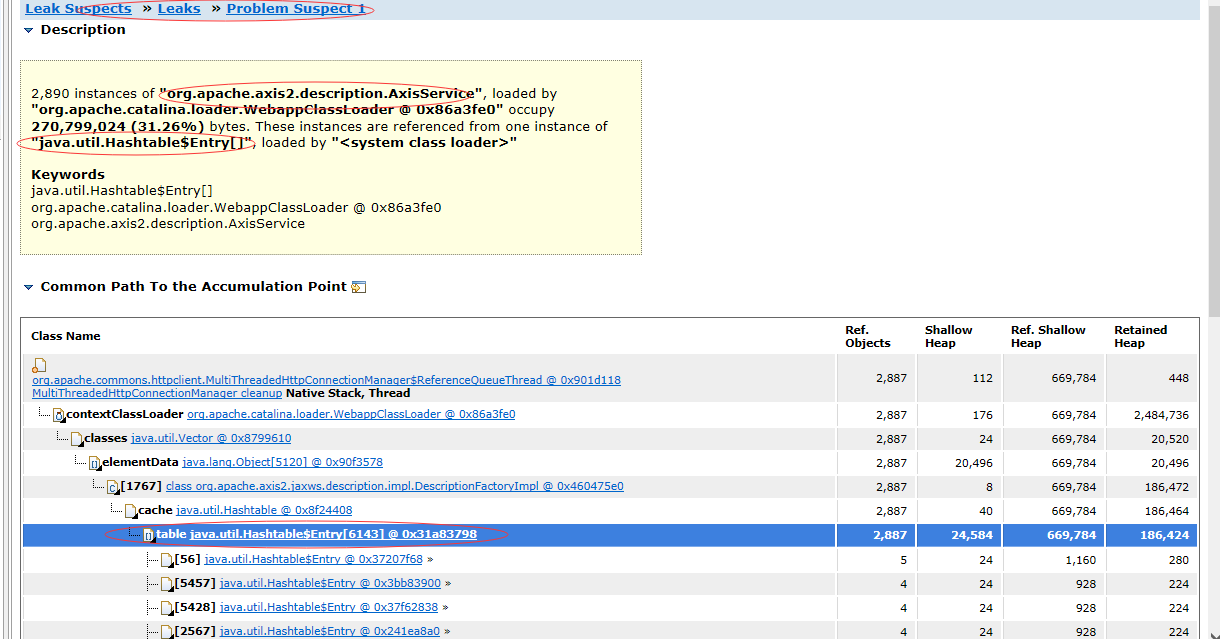 Leak Suspects » Leaks » Problem Suspect 1
Description
2,890 instances of "org.apache.axis2.description.AxisService", loaded by
"org.apache.catalina.loader.WebappClassLoader @ 0x86a3fe0" occupy
270,799,024 (31.26%) bytes. These instances are referenced from one instance of
"java.util.Hashtable$Entry[]", loaded by "<system class loader>"
Keywords
java.util.Hashtable$Entry[]
org.apache.catalina.loader.WebappClassLoader @ 0x86a3fe0
org.apache.axis2.description.AxisService
Common Path To the Accumulation Point
Class Name Ref. Objects Shallow Heap Ref. Shallow Heap Retained Heap
org.apache.commons.httpclient.MultiThreadedHttpConnectionManager$ReferenceQueueThread @ 0x901d118
MultiThreadedHttpConnectionManager cleanup Native Stack, Thread 2,887 112 669,784 448
contextClassLoader org.apache.catalina.loader.WebappClassLoader @ 0x86a3fe0 2,887 176 669,784 2,484,736
classes java.util.Vector @ 0x8799610 2,887 24 669,784 20,520
elementData java.lang.Object[5120] @ 0x90f3578 2,887 20,496 669,784 20,496
[1767] class org.apache.axis2.jaxws.description.impl.DescriptionFactoryImpl @ 0x460475e0 2,887 8 669,784 186,472
cache java.util.Hashtable @ 0x8f24408 2,887 40 669,784 186,464
table java.util.Hashtable$Entry[6143] @ 0x31a83798 2,887 24,584 669,784 186,424
[56] java.util.Hashtable$Entry @ 0x37207f68 » 5 24 1,160 280
[5457] java.util.Hashtable$Entry @ 0x3bb83900 » 4 24 928 224
[5428] java.util.Hashtable$Entry @ 0x37f62838 » 4 24 928 224
[2567] java.util.Hashtable$Entry @ 0x241ea8a0 » 4 24 928 224